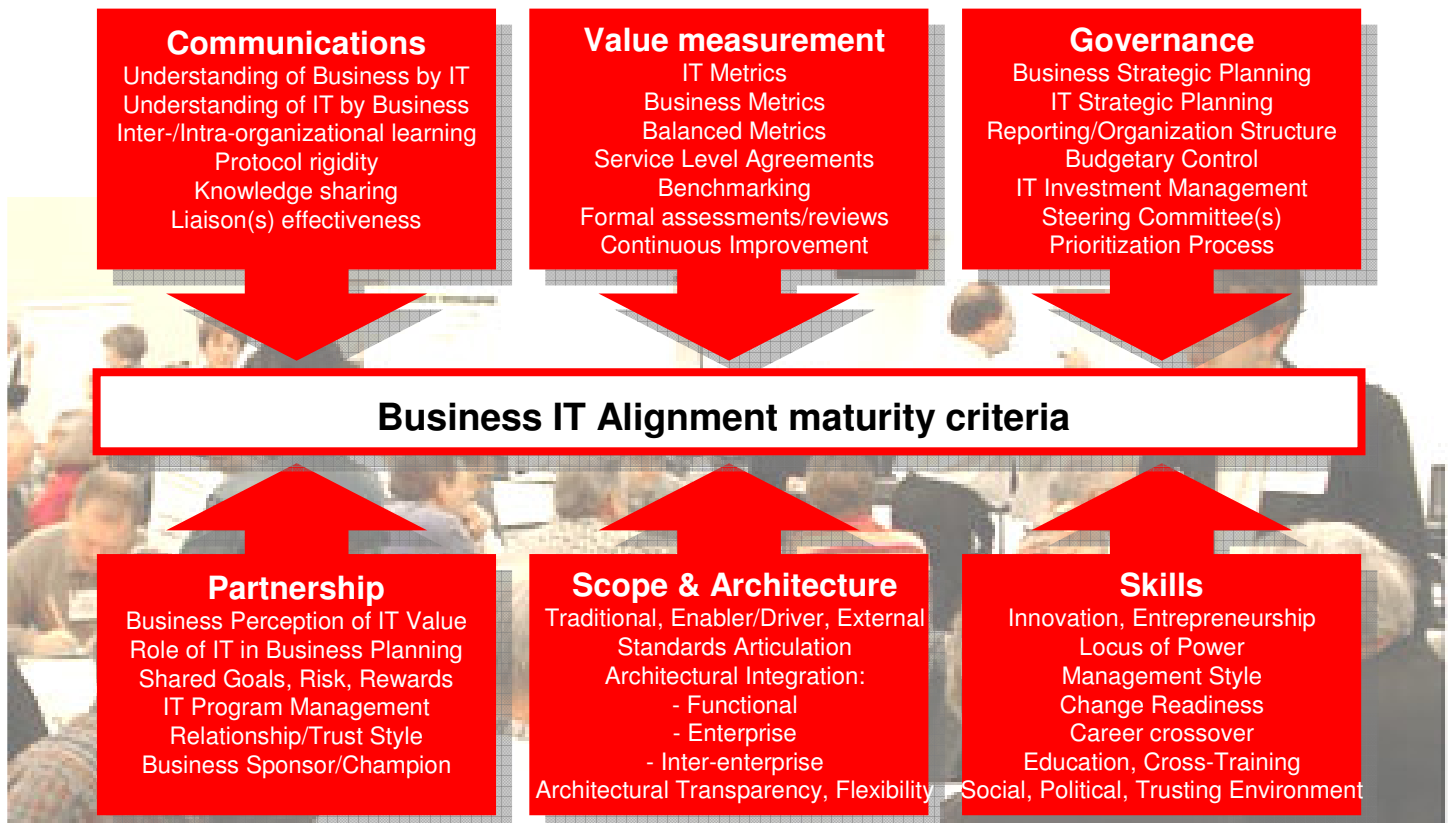 Communications
Understanding of Business by IT
Understanding of IT by Business
Inter-/Intra-organizational learning
Protocol rigidity
Knowledge sharing
Liaison(s) effectiveness
Value measurement
IT Metrics
Business Metrics
Balanced Metrics
Service Level Agreements
Benchmarking
Formal assessments/reviews
Continuous Improvement
Governance
Business Strategic Planning
IT Strategic Planning
Reporting/Organization Structure
Budgetary Control
IT Investment Management
Steering Committee(s)
Prioritization Process
Business IT Alignment maturity criteria
Partnership
Business Perception of IT Value
Role of IT in Business Planning
Shared Goals, Risk, Rewards
IT Program Management
Relationship/Trust Style
Business Sponsor/Champion
Scope & Architecture
Traditional, Enabler/Driver, External
Standards Articulation
Architectural Integration:
- Functional
- Enterprise
- Inter-enterprise
Architectural Transparency, Flexibility
Skills
Innovation, Entrepreneurship
Locus of Power
Management Style
Change Readiness
Career crossover
Education, Cross-Training
Social, Political, Trusting Environment